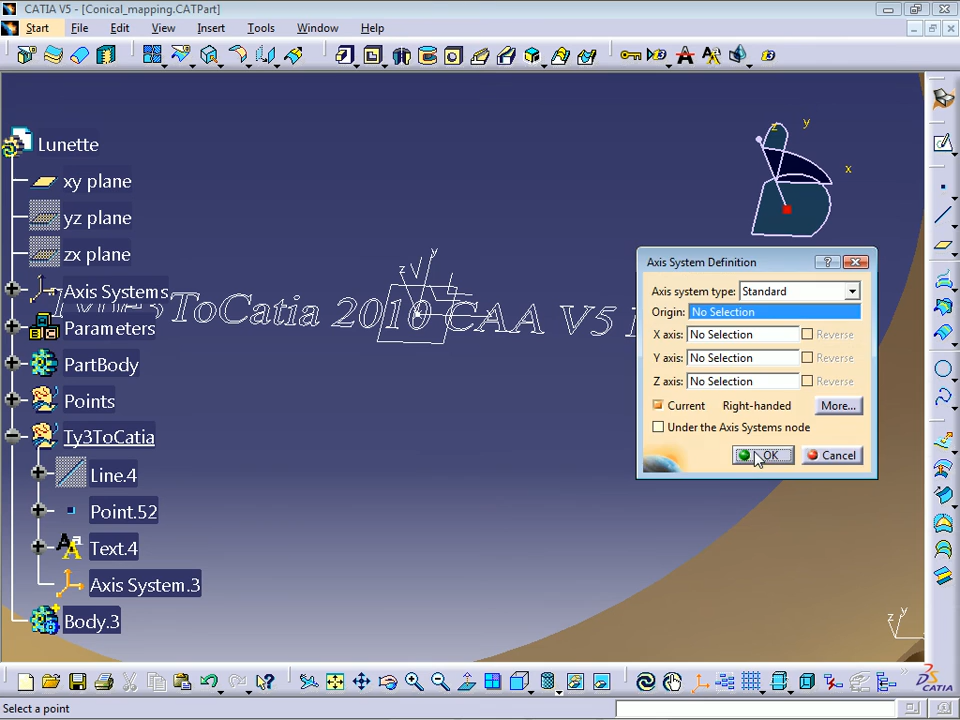 CATIA V5 - [Conical_mapping.CATPart]
Start File Edit View Insert Tools Window Help
Lunette
xy plane
yz plane
zx plane
Axis Systems
Parameters
PartBody
Points
Ty3ToCatia
Line.4
Point.52
Text.4
Axis System.3
Body.3
ToCatia 2010 CAA V5
z y
z
y
x
Axis System Definition
Axis system type: Standard
Origin: No Selection
X axis: No Selection Reverse
Y axis: No Selection Reverse
Z axis: No Selection Reverse
Current Right-handed More...
Under the Axis Systems node
OK Cancel
z y
x
DS CATIA
Select a point